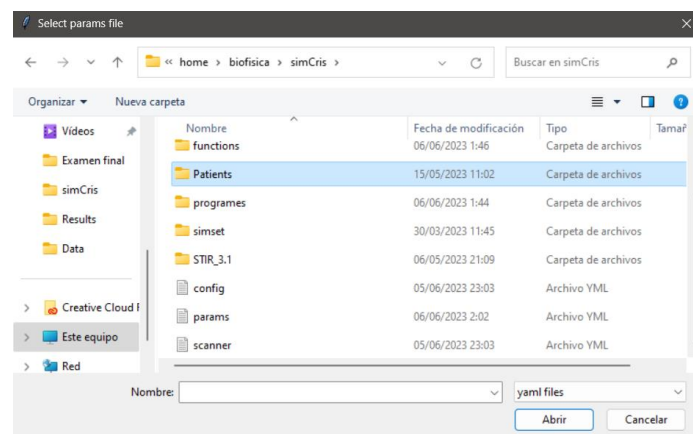 Select params file
« home › biofisica › simCris ›
Buscar en simCris
Organizar
Nueva carpeta
Nombre Fecha de modificación Tipo Tamañ
Vídeos
Examen final
simCris
Results
Data
Creative Cloud F
Este equipo
Red
functions 06/06/2023 1:46 Carpeta de archivos
Patients 15/05/2023 11:02 Carpeta de archivos
programes 06/06/2023 1:44 Carpeta de archivos
simset 30/03/2023 11:45 Carpeta de archivos
STIR_3.1 06/05/2023 21:09 Carpeta de archivos
config 05/06/2023 23:03 Archivo YML
params 06/06/2023 2:02 Archivo YML
scanner 05/06/2023 23:03 Archivo YML
Nombre:
yaml files
Abrir Cancelar